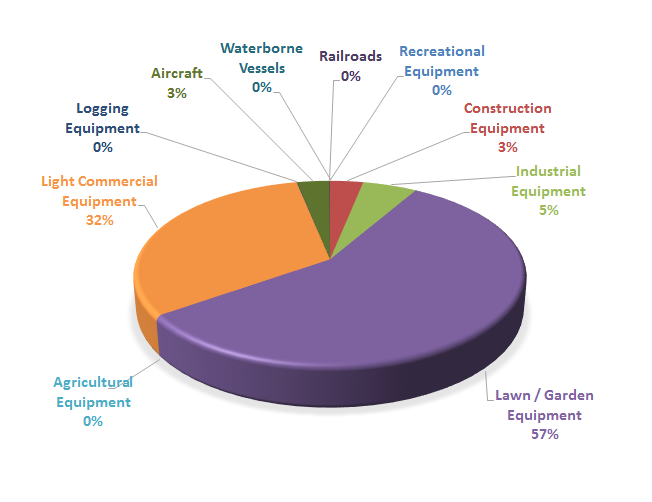 Waterborne
Vessels
0%
Railroads
0%
Recreational
Equipment
0%
Aircraft
3%
Logging
Equipment
0%
Construction
Equipment
3%
Light Commercial
Equipment
32%
Industrial
Equipment
5%
Agricultural
Equipment
0%
Lawn / Garden
Equipment
57%